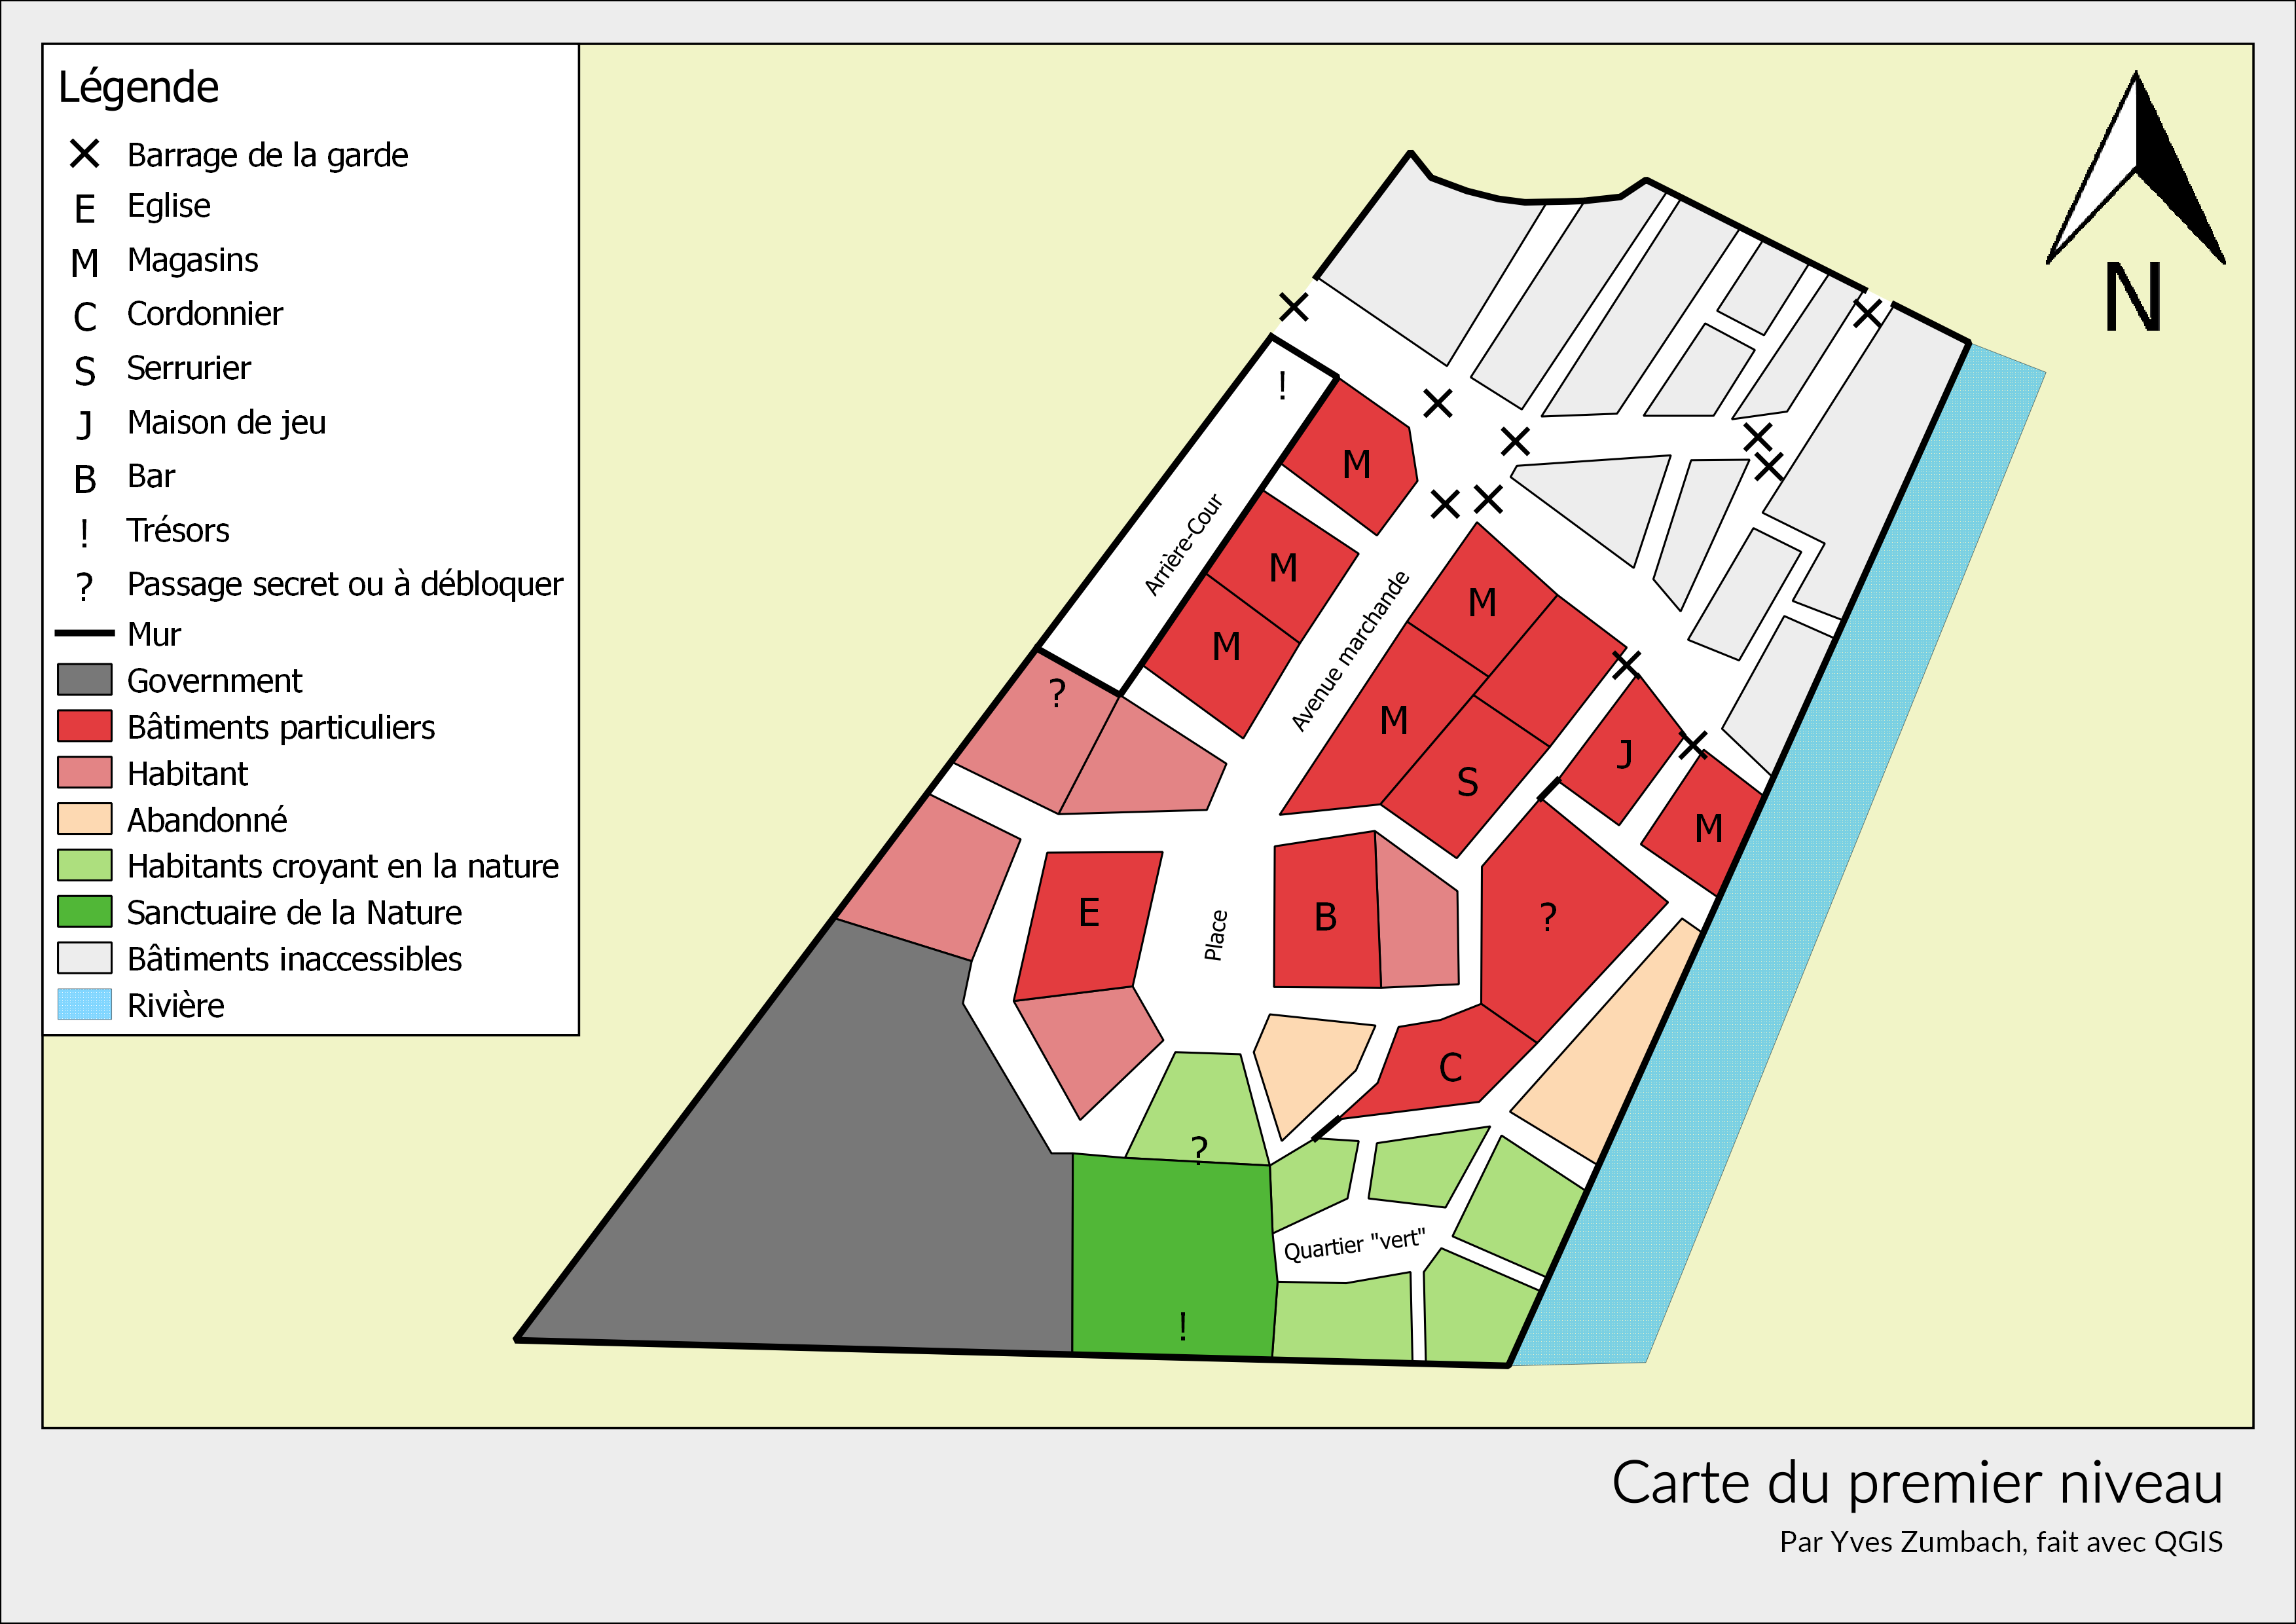 Légende
Barrage de la garde
E Eglise
M Magasins
C Cordonnier
S Serrurier
J Maison de jeu
B Bar
! Trésors
? Passage secret ou à débloquer
Mur
Government
Bâtiments particuliers
Habitant
Abandonné
Habitants croyant en la nature
Sanctuaire de la Nature
Bâtiments inaccessibles
Rivière
N
!
M
Arrière-Cour
M
M
Avenue marchande
M
M
S
J
M
?
E
Place
B
?
C
?
Quartier "vert"
!
Carte du premier niveau
Par Yves Zumbach, fait avec QGIS